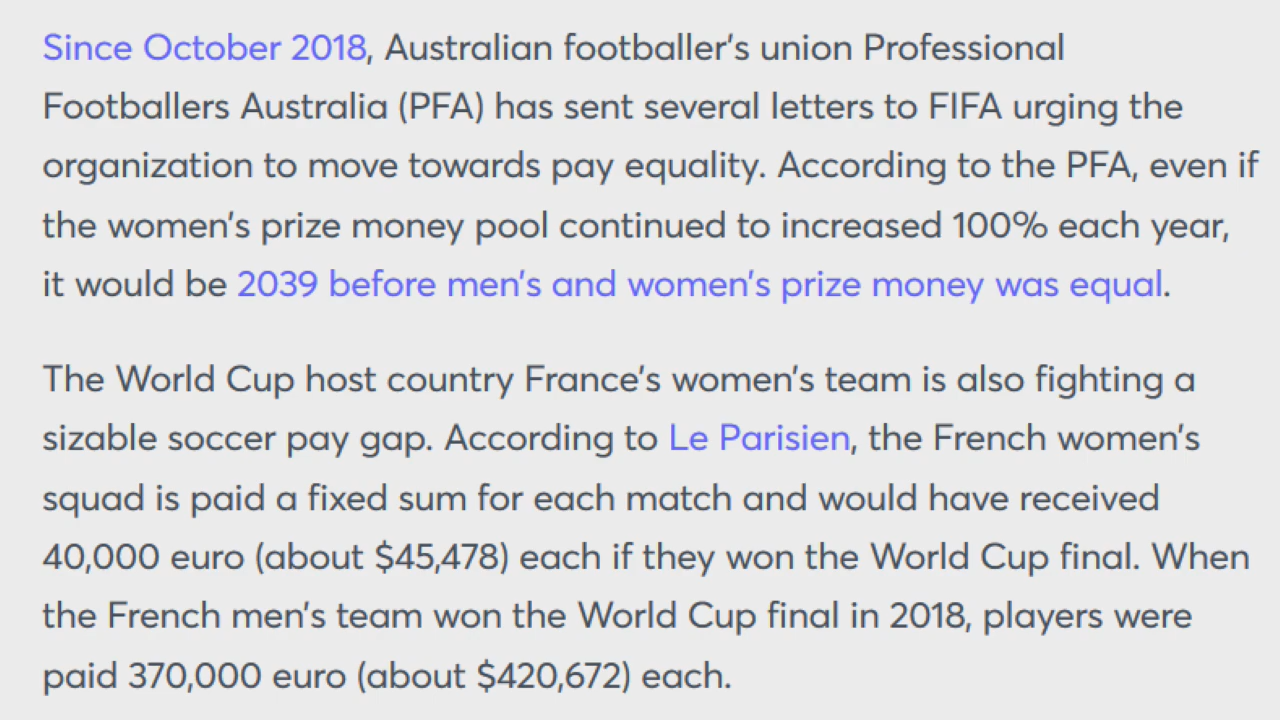 Since October 2018, Australian footballer's union Professional
Footballers Australia (PFA) has sent several letters to FIFA urging the
organization to move towards pay equality. According to the PFA, even if
the women's prize money pool continued to increased 100% each year,
it would be 2039 before men's and women's prize money was equal.
The World Cup host country France's women's team is also fighting a
sizable soccer pay gap. According to Le Parisien, the French women's
squad is paid a fixed sum for each match and would have received
40,000 euro (about $45,478) each if they won the World Cup final. When
the French men's team won the World Cup final in 2018, players were
paid 370,000 euro (about $420,672) each.